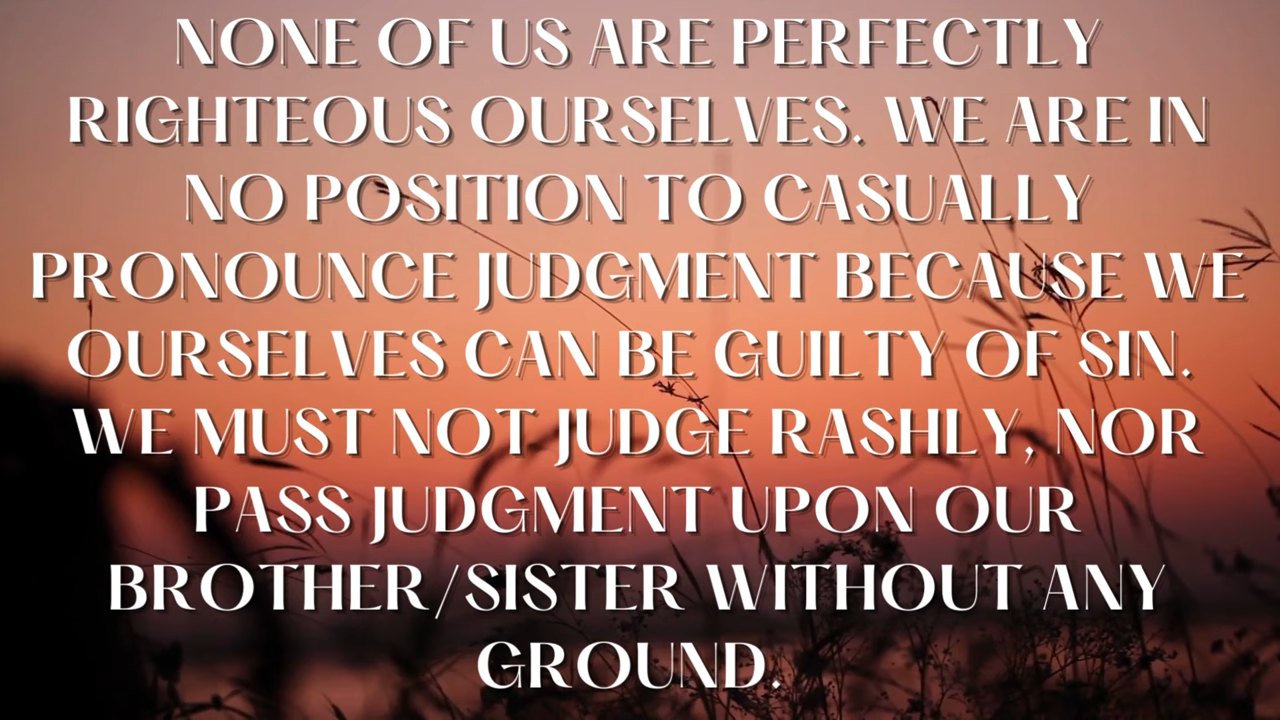 NONE OF US ARE PERFECTLY
RIGHTEOUS OURSELVES. WE ARE IN
NO POSITION TO CASUALLY
PRONOUNCE JUDGMENT BECAUSE WE
OURSELVES CAN BE GUILTY OF SIN.
WE MUST NOT JUDGE RASHLY, NOR
PASS JUDGMENT UPON OUR
BROTHER/SISTER WITHOUT ANY
GROUND.